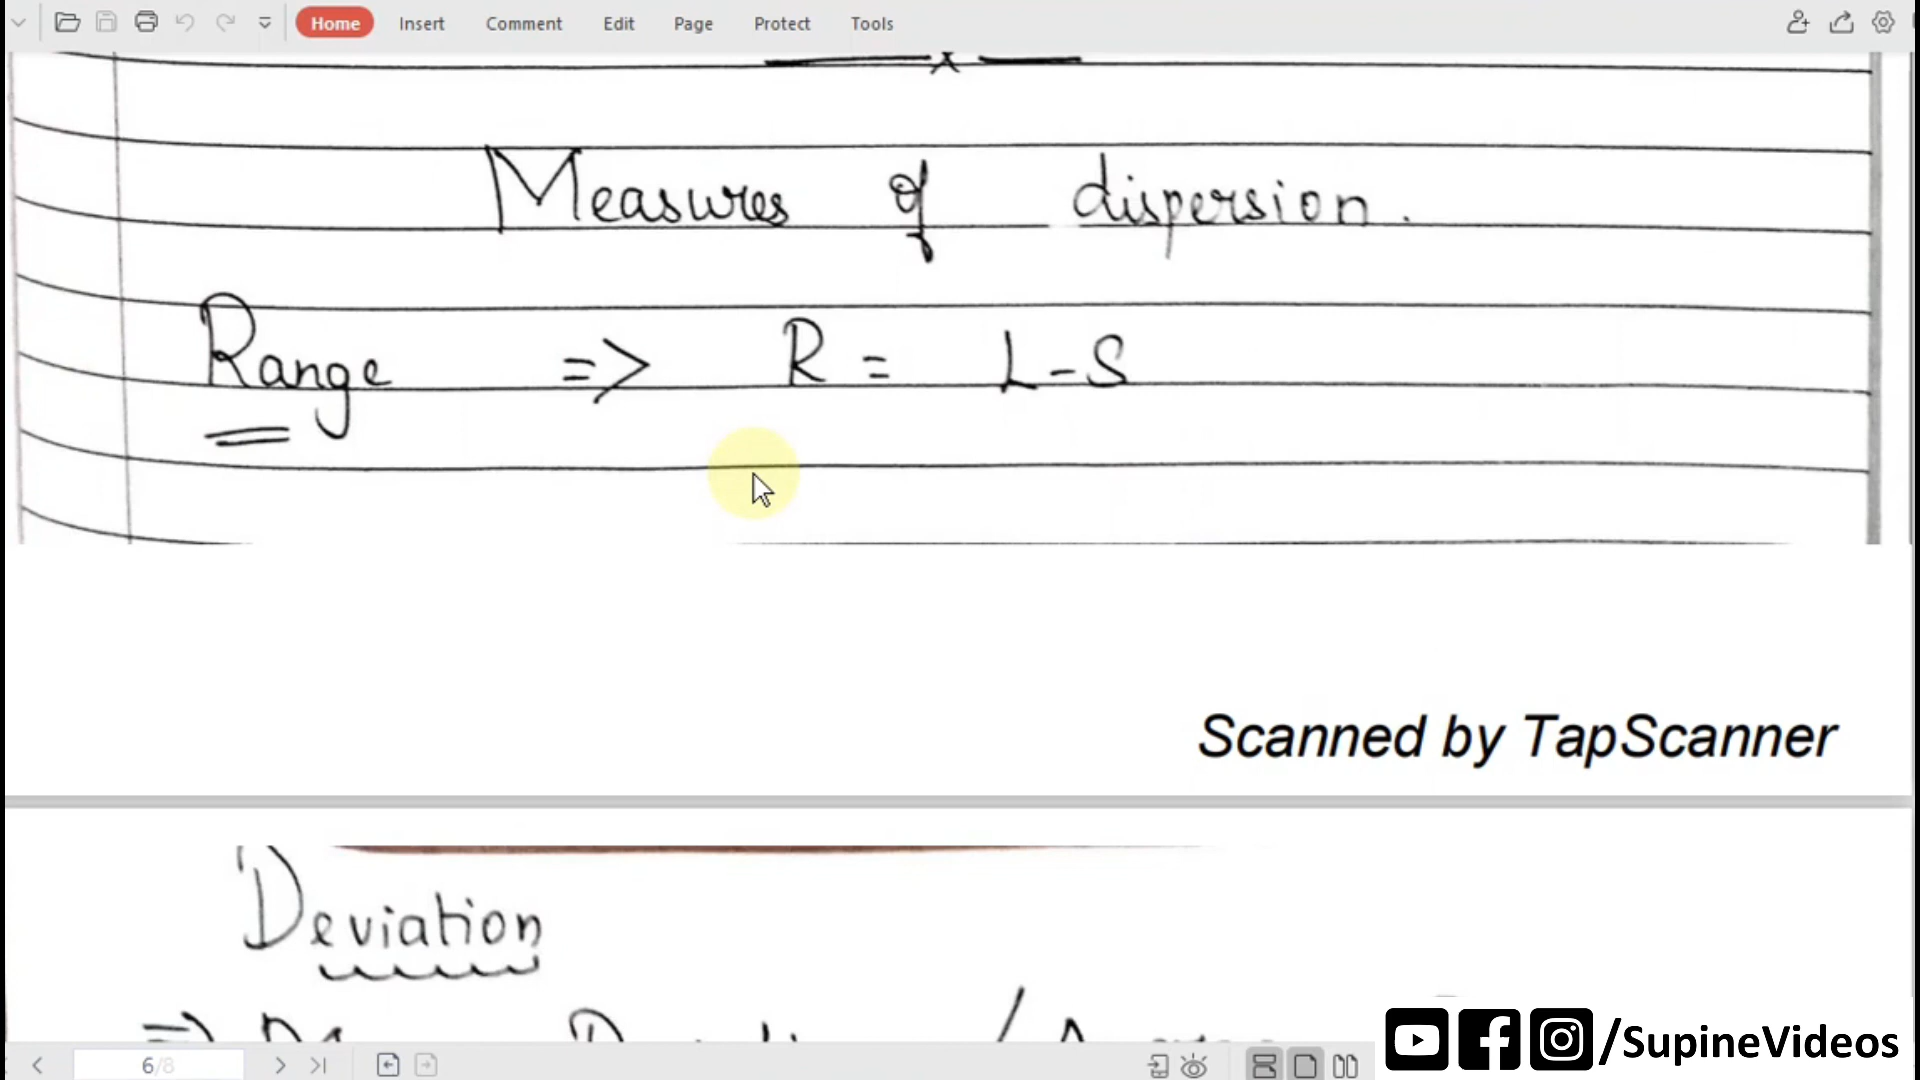 Home Insert Comment Edit Page Protect Tools
Measures of dispersion.
Range => R = L-S
Scanned by TapScanner
Deviation
6/8
/SupineVideos